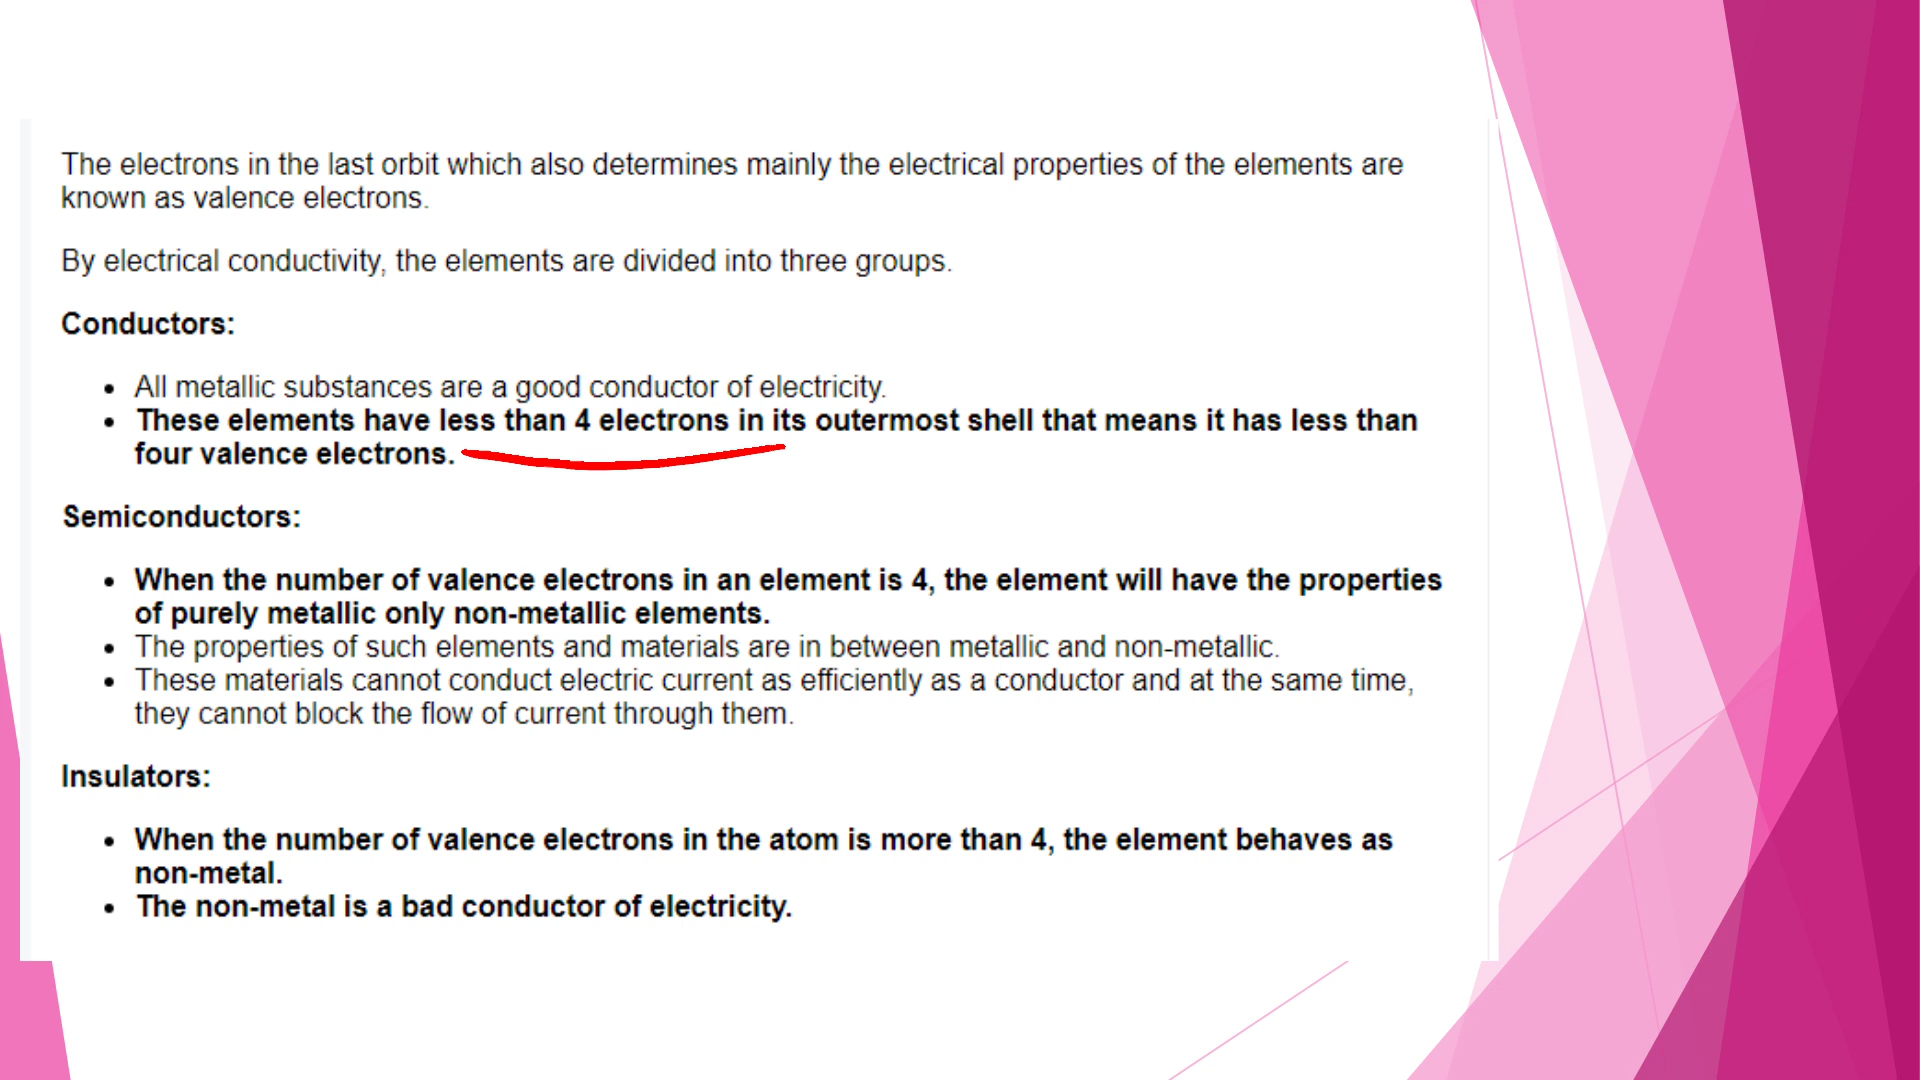 The electrons in the last orbit which also determines mainly the electrical properties of the elements are
known as valence electrons.
By electrical conductivity, the elements are divided into three groups.
Conductors:
• All metallic substances are a good conductor of electricity.
• These elements have less than 4 electrons in its outermost shell that means it has less than
four valence electrons.
Semiconductors:
• When the number of valence electrons in an element is 4, the element will have the properties
of purely metallic only non-metallic elements.
• The properties of such elements and materials are in between metallic and non-metallic.
• These materials cannot conduct electric current as efficiently as a conductor and at the same time,
they cannot block the flow of current through them.
Insulators:
• When the number of valence electrons in the atom is more than 4, the element behaves as
non-metal.
• The non-metal is a bad conductor of electricity.